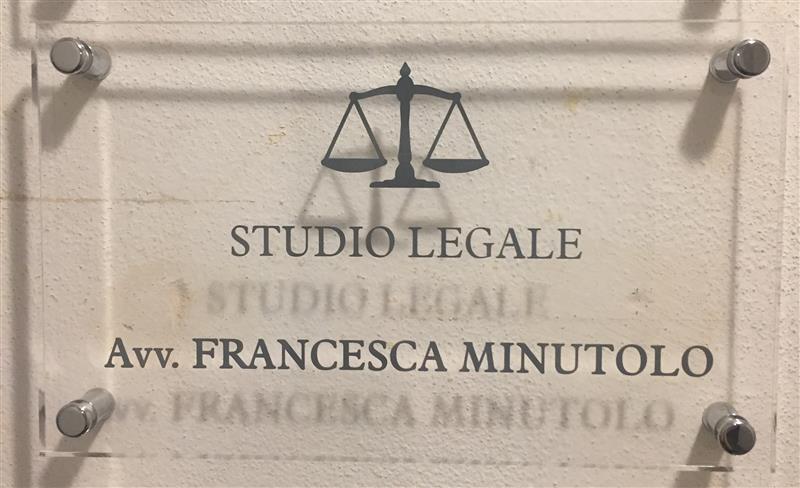 STUDIO LEGALE
Avv. FRANCESCA MINUTOLO